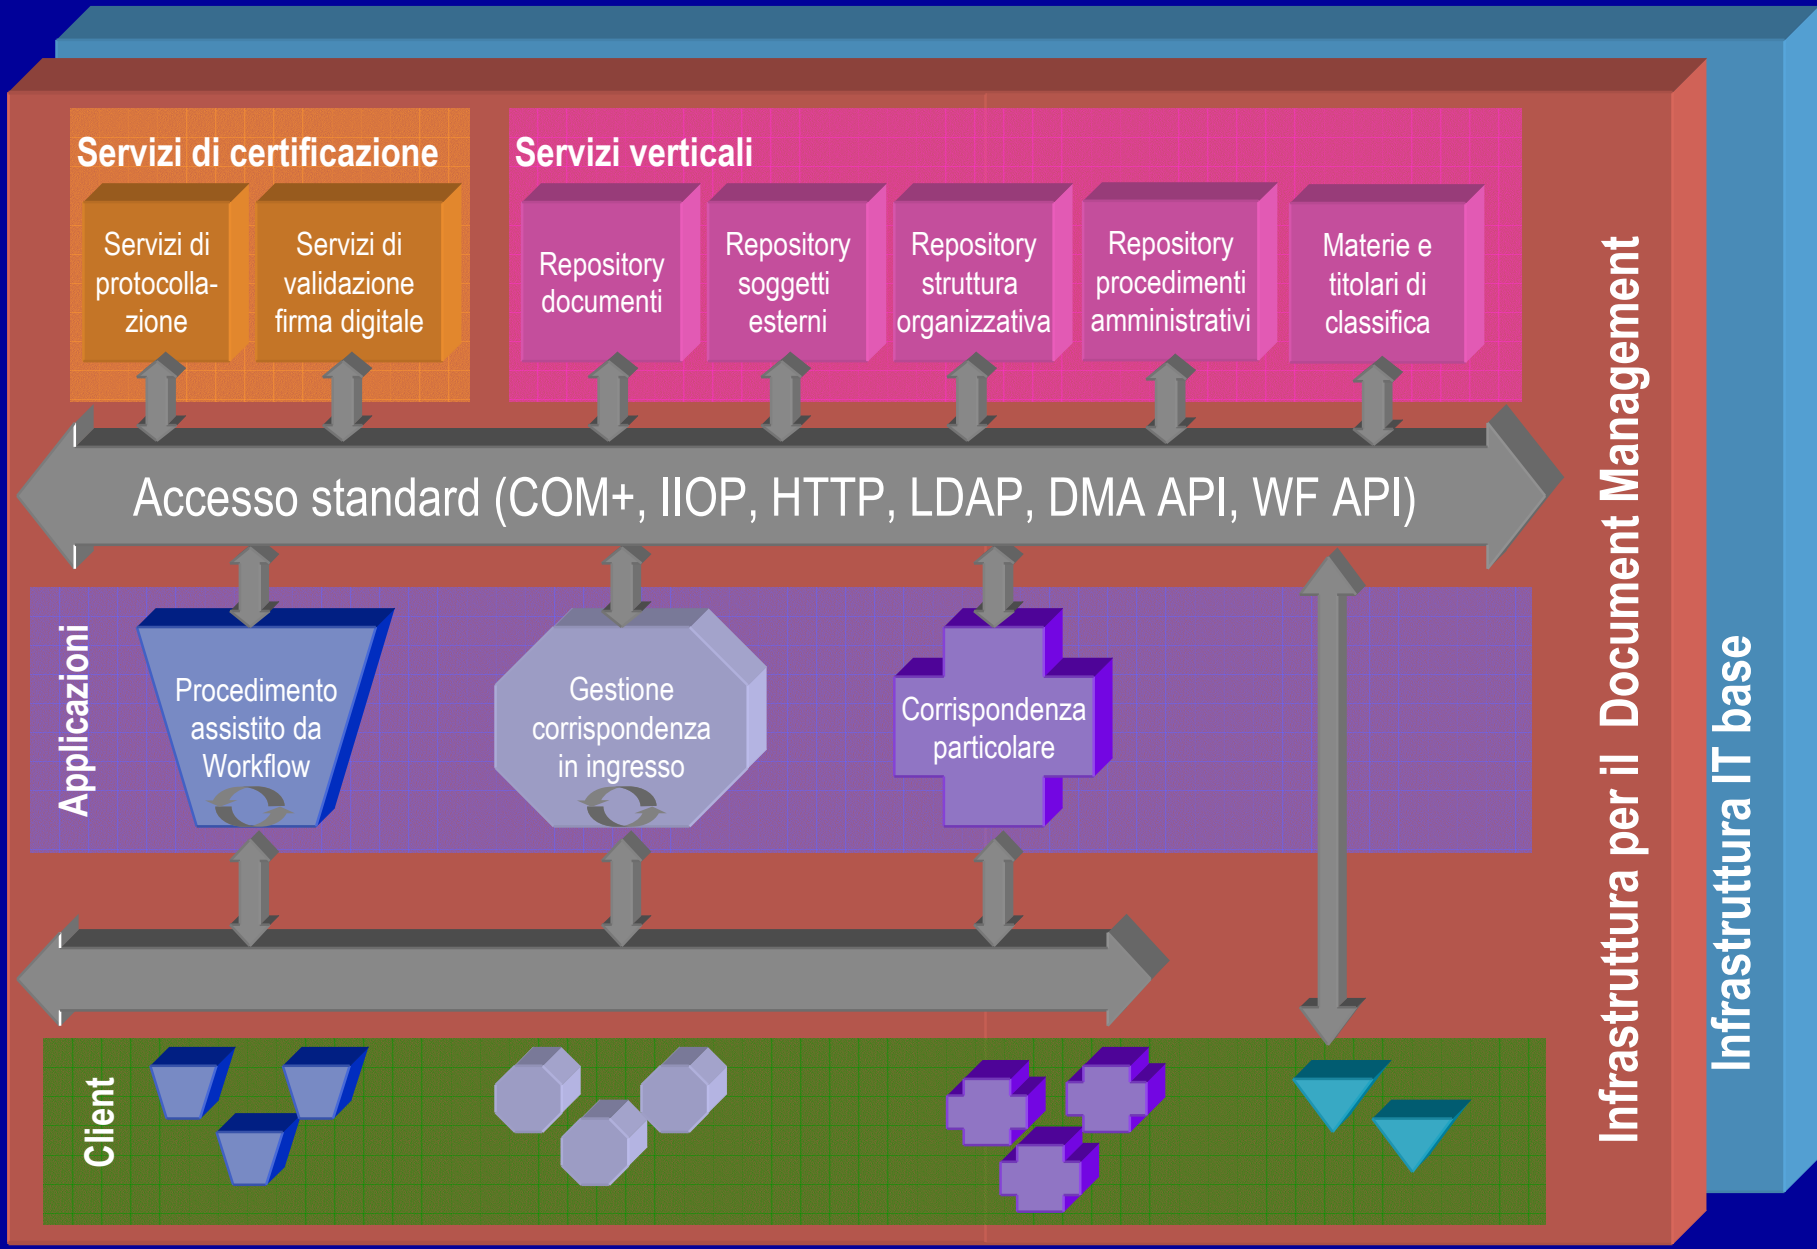 Servizi di certificazione
Servizi verticali
Servizi di
protocolla-
zione
Servizi di
validazione
firma digitale
Repository
documenti
Repository
soggetti
esterni
Repository
struttura
organizzativa
Repository
procedimenti
amministrativi
Materie e
titolari di
classifica
Accesso standard (COM+, IIOP, HTTP, LDAP, DMA API, WF API)
Applicazioni
Procedimento
assistito da
Workflow
Gestione
corrispondenza
in ingresso
Corrispondenza
particolare
Client
Infrastruttura per il Document Management
Infrastruttura IT base